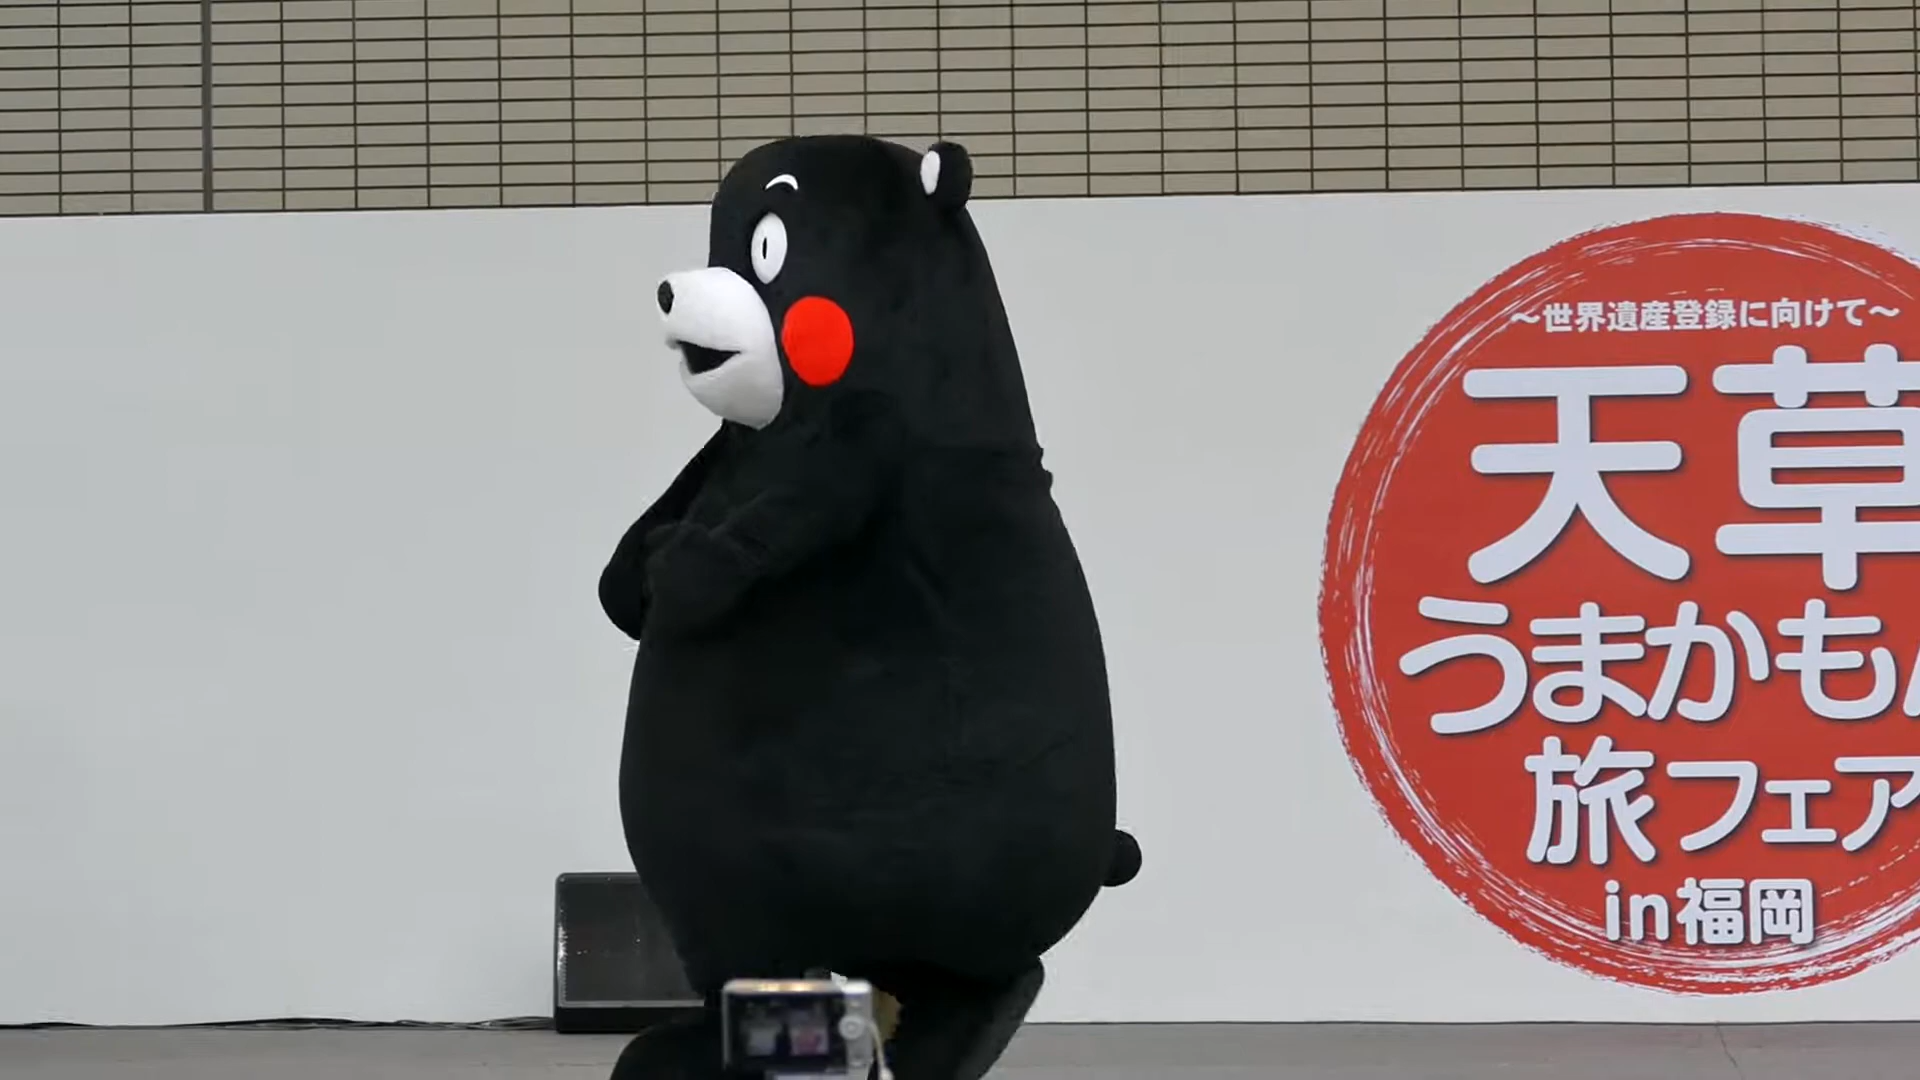 ～世界遺産登録に向けて～
天草
うまかもん
旅フェア
in福岡